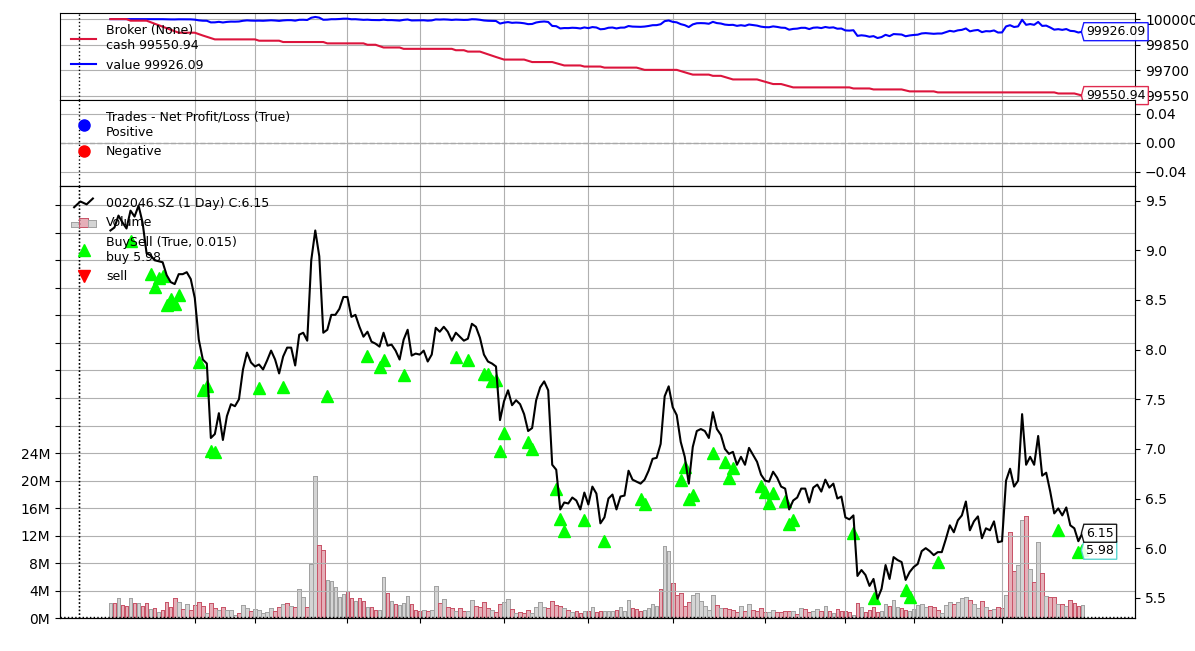 Broker (None)
cash 99550.94
value 99926.09
100000
99926.09
99850
99700
99550.94
99550
Trades - Net Profit/Loss (True)
Positive
Negative
0.04
0.00
−0.04
002046.SZ (1 Day) C:6.15
Volume
BuySell (True, 0.015)
buy 5.98
sell
9.5
9.0
8.5
8.0
7.5
7.0
6.5
6.15
6.0
5.98
5.5
24M
20M
16M
12M
8M
4M
0M